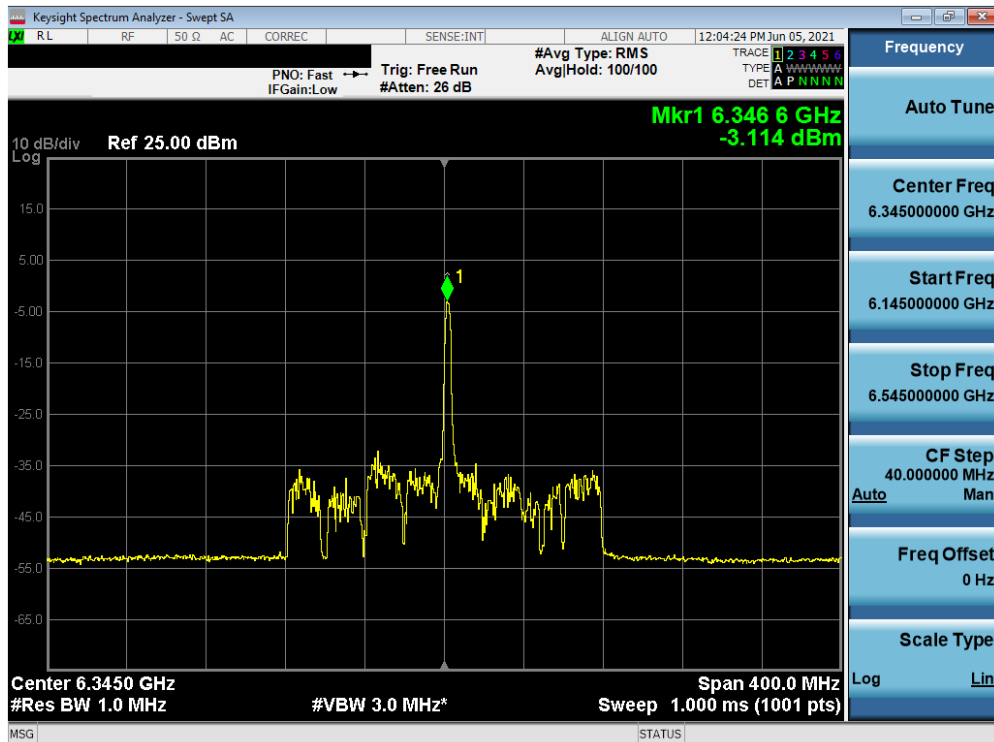 Keysight Spectrum Analyzer - Swept SA
LXI RL RF 50 Ω AC CORREC SENSE:INT ALIGN AUTO 12:04:24 PM Jun 05, 2021
PNO: Fast
IFGain:Low
Trig: Free Run
#Atten: 26 dB
#Avg Type: RMS
Avg|Hold: 100/100
TRACE 1 2 3 4 5 6
TYPE A WWWWW
DET A P N N N N
Mkr1 6.346 6 GHz
-3.114 dBm
10 dB/div Ref 25.00 dBm
Log
15.0
5.00
-5.00
-15.0
-25.0
-35.0
-45.0
-55.0
-65.0
1
Center 6.3450 GHz Span 400.0 MHz
#Res BW 1.0 MHz #VBW 3.0 MHz* Sweep 1.000 ms (1001 pts)
MSG STATUS
Frequency
Auto Tune
Center Freq
6.345000000 GHz
Start Freq
6.145000000 GHz
Stop Freq
6.545000000 GHz
CF Step
40.000000 MHz
Auto Man
Freq Offset
0 Hz
Scale Type
Log Lin